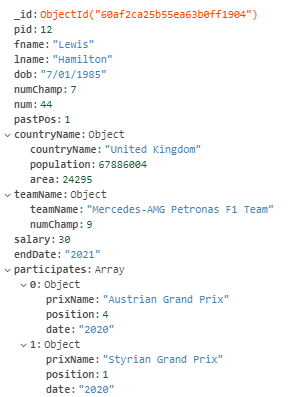 _id: ObjectId("60af2ca25b55ea63b0ff1904")
pid: 12
fname: "Lewis"
lname: "Hamilton"
dob: "7/01/1985"
numChamp: 7
num: 44
pastPos: 1
countryName: Object
countryName: "United Kingdom"
population: 67886004
area: 24295
teamName: Object
teamName: "Mercedes-AMG Petronas F1 Team"
numChamp: 9
salary: 30
endDate: "2021"
participates: Array
0: Object
prixName: "Austrian Grand Prix"
position: 4
date: "2020"
1: Object
prixName: "Styrian Grand Prix"
position: 1
date: "2020"